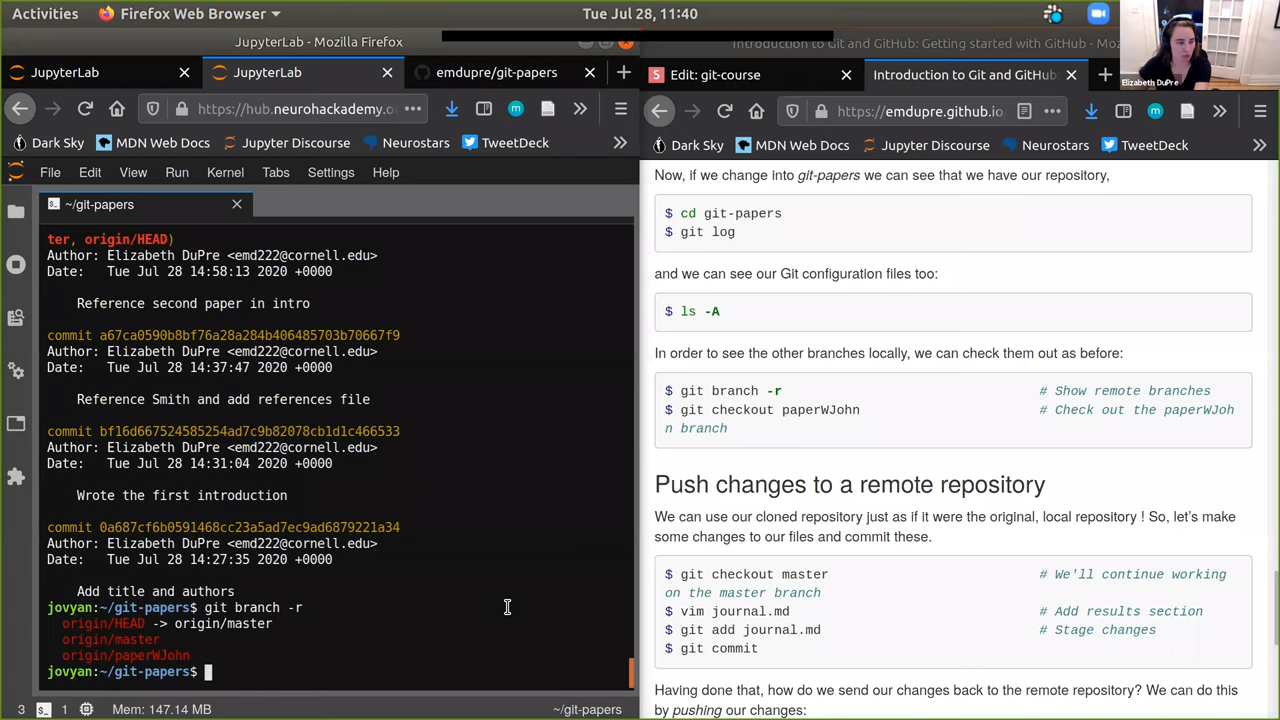 Activities
Firefox Web Browser
Tue Jul 28, 11:40
JupyterLab - Mozilla Firefox
JupyterLab
JupyterLab
emdupre/git-papers
https://hub.neurohackademy.o
Dark Sky
MDN Web Docs
Jupyter Discourse
Neurostars
TweetDeck
File Edit View Run Kernel Tabs Settings Help
~/git-papers
ter, origin/HEAD)
Author: Elizabeth DuPre <emd222@cornell.edu>
Date:   Tue Jul 28 14:58:13 2020 +0000
Reference second paper in intro
commit a67ca0590b8bf76a28a284b406485703b70667f9
Author: Elizabeth DuPre <emd222@cornell.edu>
Date:   Tue Jul 28 14:37:47 2020 +0000
Reference Smith and add references file
commit bf16d667524585254ad7c9b82078cb1d1c466533
Author: Elizabeth DuPre <emd222@cornell.edu>
Date:   Tue Jul 28 14:31:04 2020 +0000
Wrote the first introduction
commit 0a687cf6b0591468cc23a5ad7ec9ad6879221a34
Author: Elizabeth DuPre <emd222@cornell.edu>
Date:   Tue Jul 28 14:27:35 2020 +0000
Add title and authors
jovyan:~/git-papers$ git branch -r
origin/HEAD -> origin/master
origin/master
origin/paperWJohn
jovyan:~/git-papers$
3
1
Mem: 147.14 MB
~/git-papers
Introduction to Git and GitHub: Getting started with GitHub - Moz
Elizabeth DuPre
Edit: git-course
Introduction to Git and GitHub:
https://emdupre.github.io
Dark Sky
MDN Web Docs
Jupyter Discourse
Neurostars
TweetDeck
Now, if we change into git-papers we can see that we have our repository,
$ cd git-papers
$ git log
and we can see our Git configuration files too:
$ ls -A
In order to see the other branches locally, we can check them out as before:
$ git branch -r # Show remote branches
$ git checkout paperWJohn # Check out the paperWJoh
n branch
Push changes to a remote repository
We can use our cloned repository just as if it were the original, local repository ! So, let's make
some changes to our files and commit these.
$ git checkout master # We'll continue working
on the master branch
$ vim journal.md # Add results section
$ git add journal.md # Stage changes
$ git commit
Having done that, how do we send our changes back to the remote repository? We can do this
by pushing our changes: